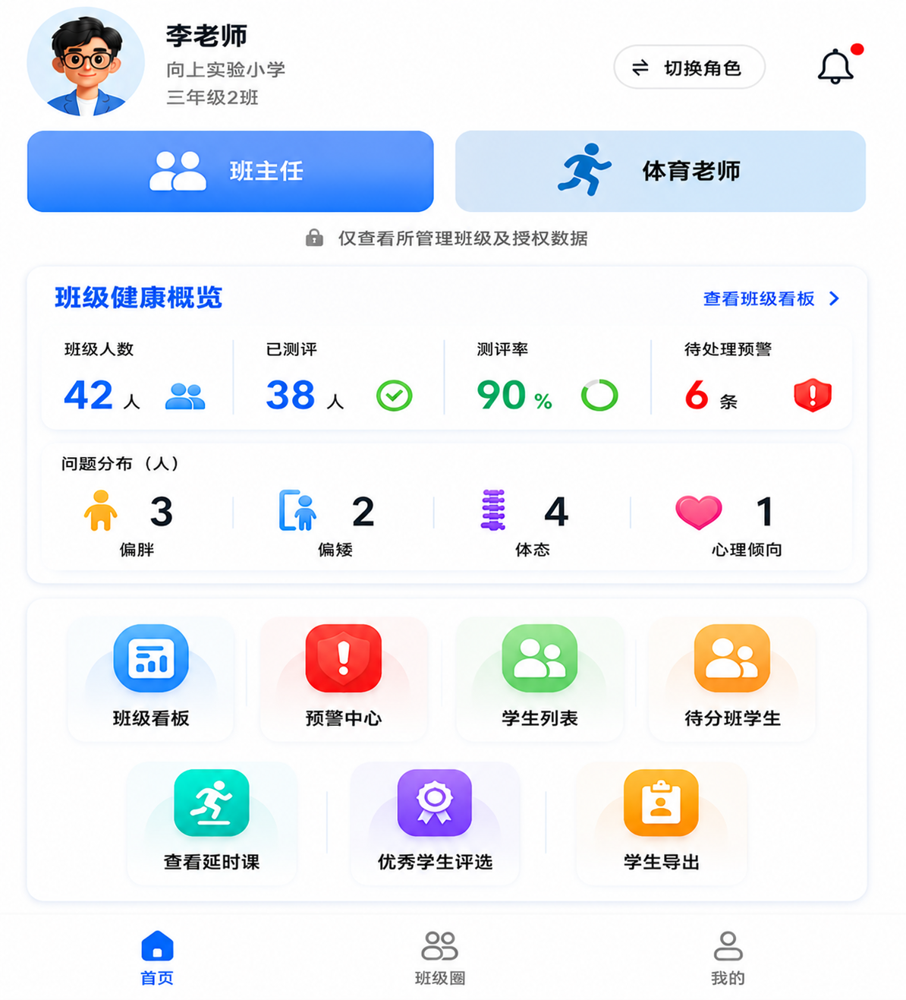 李老师
向上实验小学
三年级2班
切换角色
班主任
体育老师
仅查看所管理班级及授权数据
班级健康概览
查看班级看板
班级人数
已测评
测评率
待处理预警
42 人
38 人
90 %
6 条
问题分布（人）
3
2
4
1
偏胖
偏矮
体态
心理倾向
班级看板
预警中心
学生列表
待分班学生
查看延时课
优秀学生评选
学生导出
首页
班级圈
我的